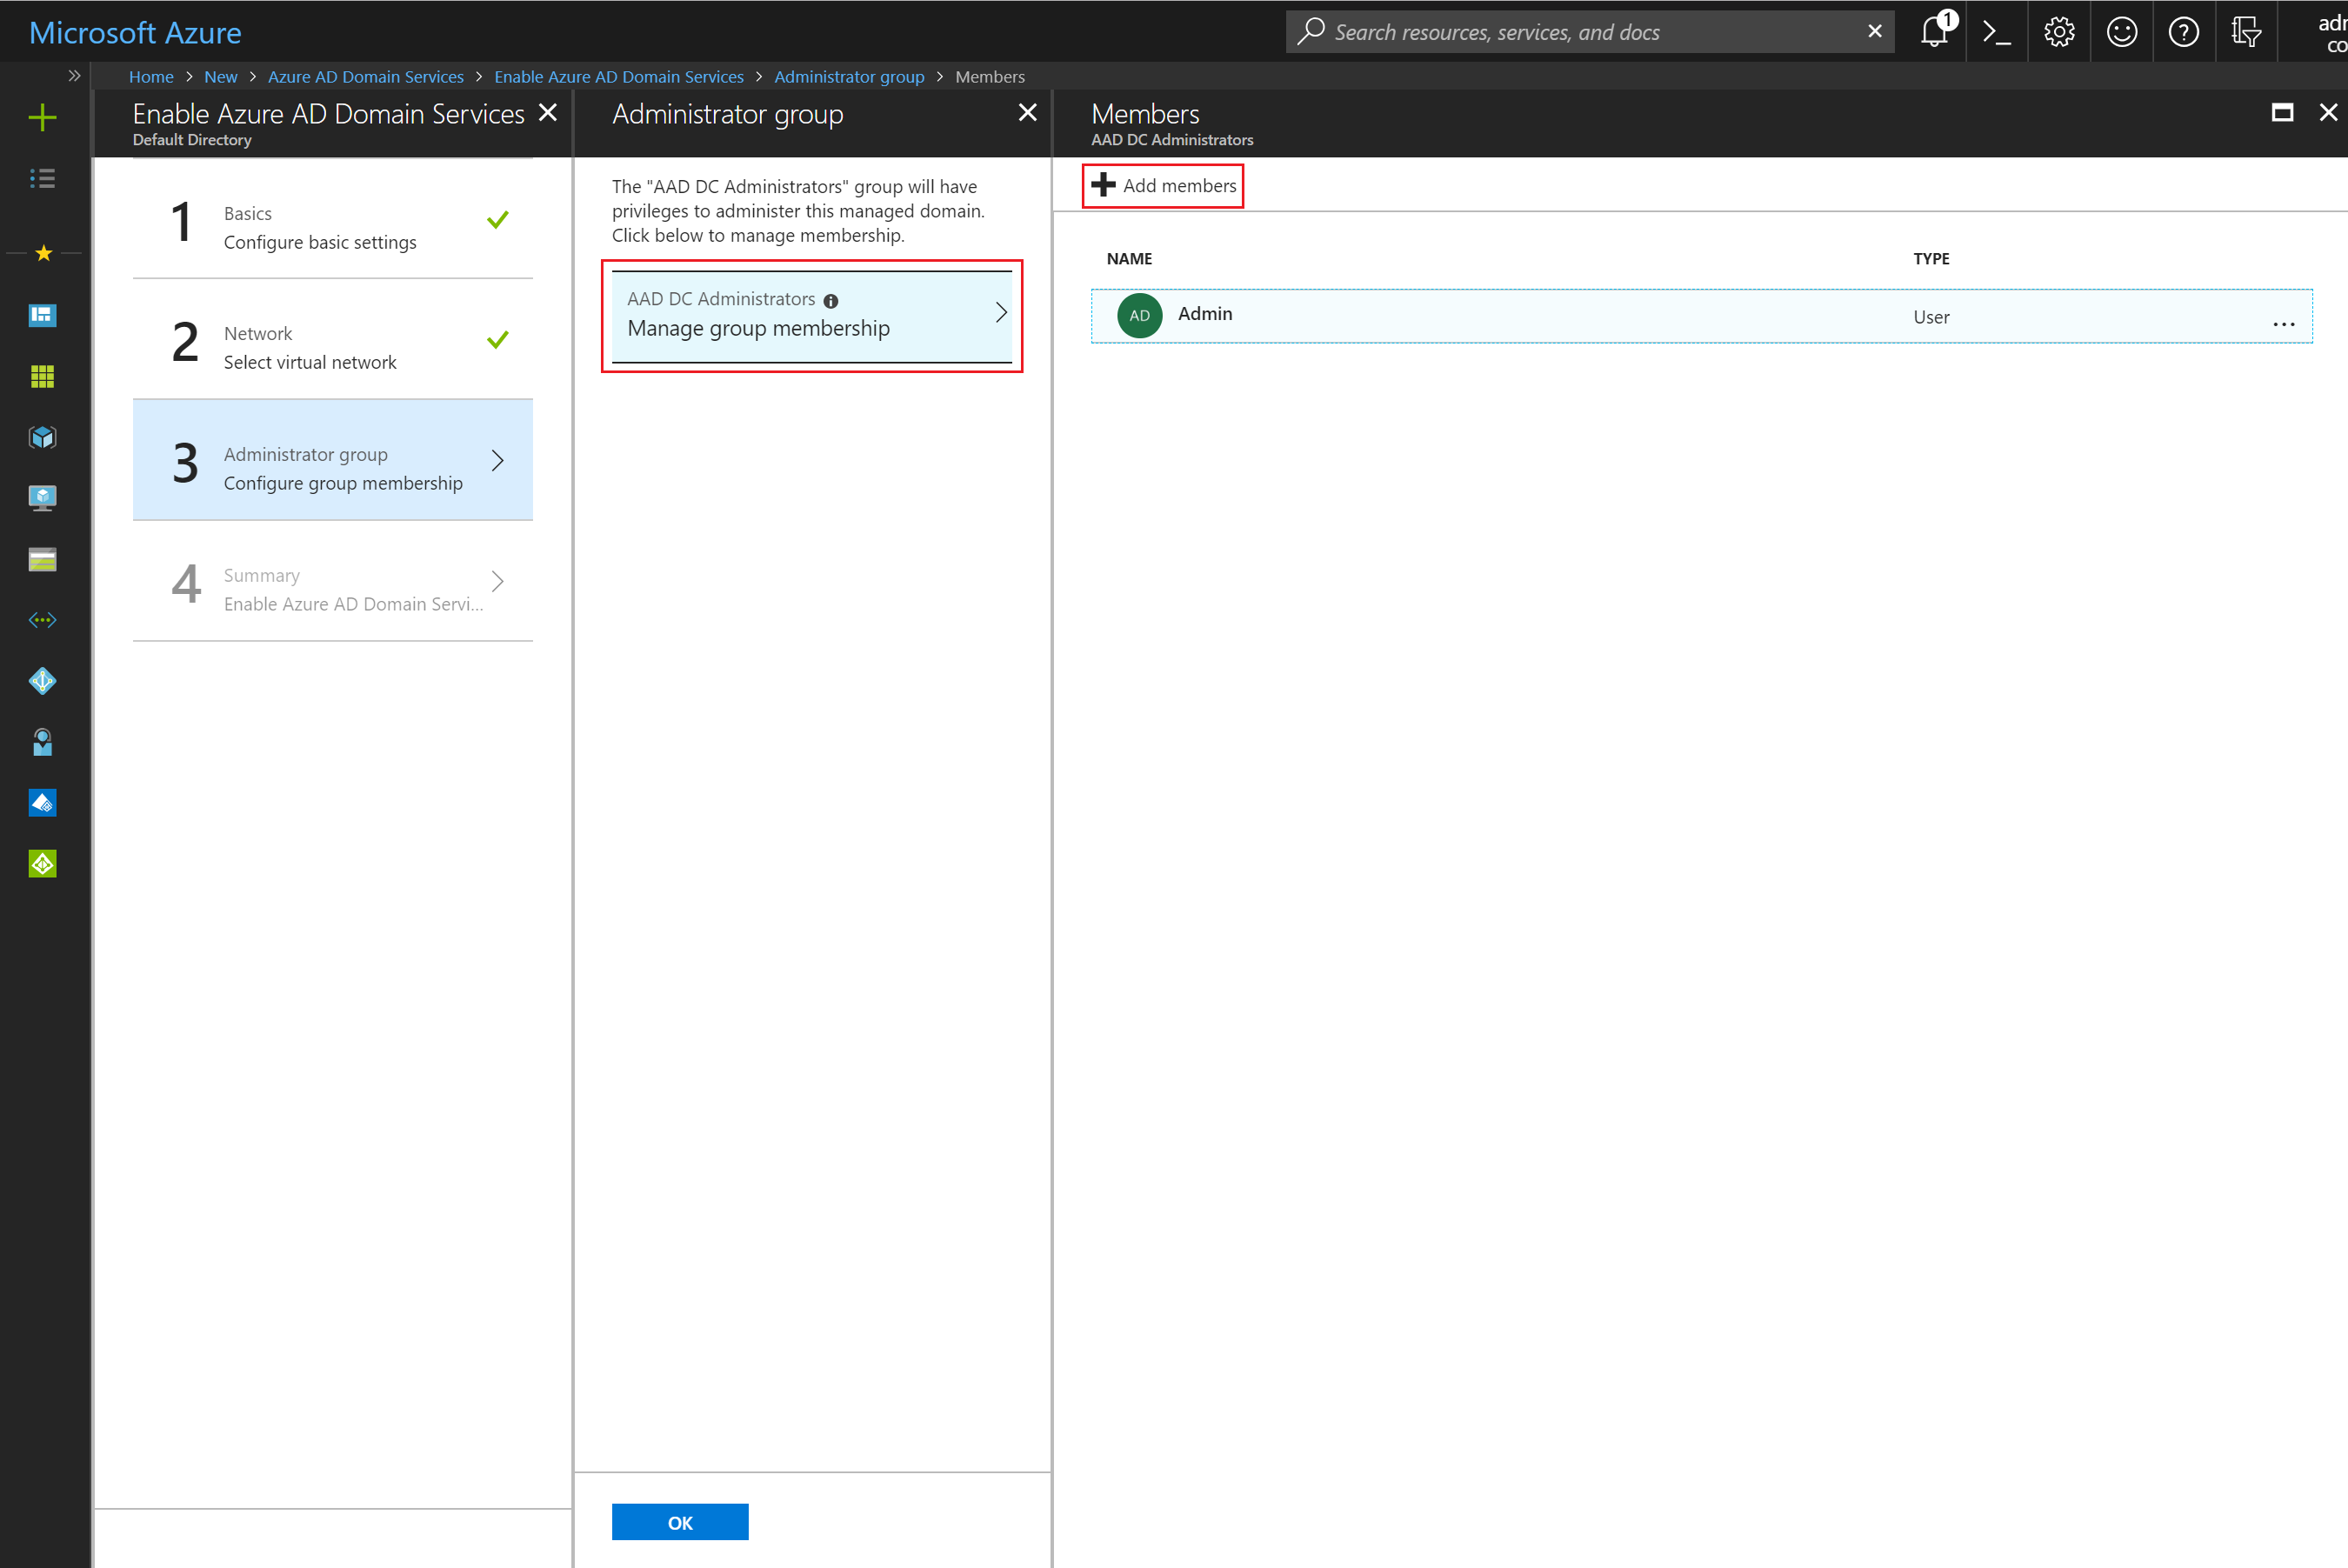 Microsoft Azure
Search resources, services, and docs
1
Home > New > Azure AD Domain Services > Enable Azure AD Domain Services > Administrator group > Members
Enable Azure AD Domain Services
Default Directory
1
Basics
Configure basic settings
2
Network
Select virtual network
3
Administrator group
Configure group membership
4
Summary
Enable Azure AD Domain Servi...
Administrator group
The "AAD DC Administrators" group will have
privileges to administer this managed domain.
Click below to manage membership.
AAD DC Administrators
Manage group membership
OK
Members
AAD DC Administrators
Add members
NAME TYPE
AD Admin User ...